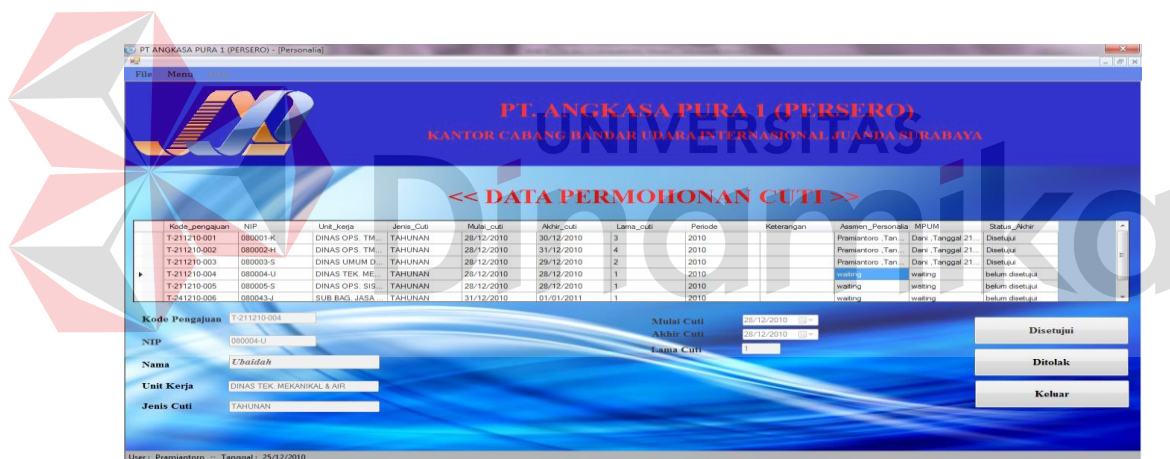 PT ANGKASA PURA 1 (PERSERO) - [Personalia]
File Menu
PT. ANGKASA PURA 1 (PERSERO)
KANTOR CABANG BANDAR UDARA INTERNASIONAL JUANDA SURABAYA
UNIVERSITAS
Dinamika
<< DATA PERMOHONAN CUTI >>
Kode_pengajuan NIP Unit_kerja Jenis_Cuti Mulai_cuti Akhir_cuti Lama_cuti Periode Keterangan Assmen_Personalia MPUM Status_Akhir
T-211210-001 080001-K DINAS OPS. TM... TAHUNAN 28/12/2010 30/12/2010 3 2010 Pramiantoro ,Tan... Dani ,Tanggal 21... Disetujui
T-211210-002 080002-H DINAS OPS. TM... TAHUNAN 28/12/2010 31/12/2010 4 2010 Pramiantoro ,Tan... Dani ,Tanggal 21... Disetujui
T-211210-003 080003-S DINAS UMUM D... TAHUNAN 28/12/2010 29/12/2010 2 2010 Pramiantoro ,Tan... Dani ,Tanggal 21... Disetujui
T-211210-004 080004-U DINAS TEK. ME... TAHUNAN 28/12/2010 28/12/2010 1 2010 waiting waiting belum disetujui
T-211210-005 080005-S DINAS OPS. SIS... TAHUNAN 28/12/2010 28/12/2010 1 2010 waiting waiting belum disetujui
T-241210-006 080043-J SUB BAG. JASA ... TAHUNAN 31/12/2010 01/01/2011 1 2010 waiting waiting belum disetujui
Kode Pengajuan T-211210-004
NIP 080004-U
Nama Ubaidah
Unit Kerja DINAS TEK. MEKANIKAL & AIR
Jenis Cuti TAHUNAN
Mulai Cuti 28/12/2010
Akhir Cuti 28/12/2010
Lama Cuti 1
Disetujui
Ditolak
Keluar
User : Pramiantoro -- Tanggal : 25/12/2010